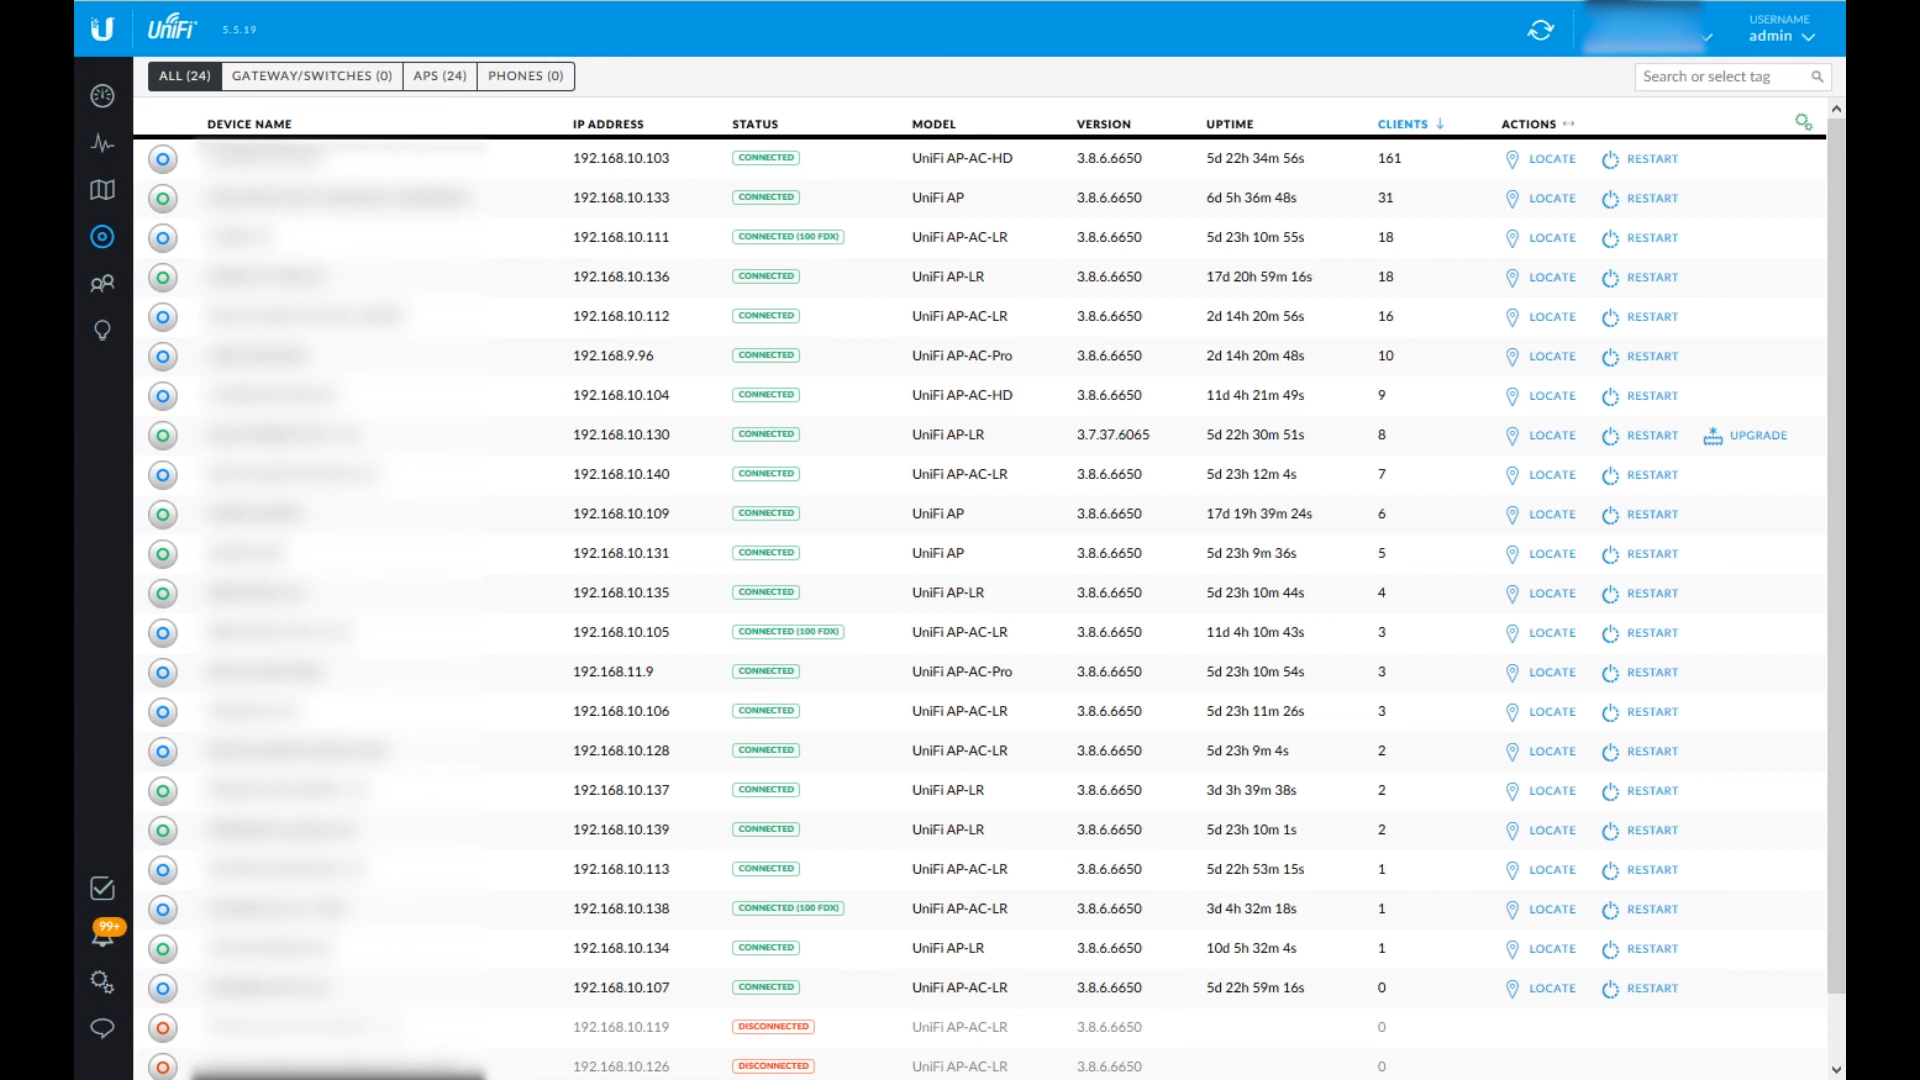 UniFi 5.5.19 USERNAME
admin
ALL (24) GATEWAY/SWITCHES (0) APS (24) PHONES (0) Search or select tag
DEVICE NAME IP ADDRESS STATUS MODEL VERSION UPTIME CLIENTS ↓ ACTIONS
192.168.10.103 CONNECTED UniFi AP-AC-HD 3.8.6.6650 5d 22h 34m 56s 161 LOCATE RESTART
192.168.10.133 CONNECTED UniFi AP 3.8.6.6650 6d 5h 36m 48s 31 LOCATE RESTART
192.168.10.111 CONNECTED (100 FDX) UniFi AP-AC-LR 3.8.6.6650 5d 23h 10m 55s 18 LOCATE RESTART
192.168.10.136 CONNECTED UniFi AP-LR 3.8.6.6650 17d 20h 59m 16s 18 LOCATE RESTART
192.168.10.112 CONNECTED UniFi AP-AC-LR 3.8.6.6650 2d 14h 20m 56s 16 LOCATE RESTART
192.168.9.96 CONNECTED UniFi AP-AC-Pro 3.8.6.6650 2d 14h 20m 48s 10 LOCATE RESTART
192.168.10.104 CONNECTED UniFi AP-AC-HD 3.8.6.6650 11d 4h 21m 49s 9 LOCATE RESTART
192.168.10.130 CONNECTED UniFi AP-LR 3.7.37.6065 5d 22h 30m 51s 8 LOCATE RESTART UPGRADE
192.168.10.140 CONNECTED UniFi AP-AC-LR 3.8.6.6650 5d 23h 12m 4s 7 LOCATE RESTART
192.168.10.109 CONNECTED UniFi AP 3.8.6.6650 17d 19h 39m 24s 6 LOCATE RESTART
192.168.10.131 CONNECTED UniFi AP 3.8.6.6650 5d 23h 9m 36s 5 LOCATE RESTART
192.168.10.135 CONNECTED UniFi AP-LR 3.8.6.6650 5d 23h 10m 44s 4 LOCATE RESTART
192.168.10.105 CONNECTED (100 FDX) UniFi AP-AC-LR 3.8.6.6650 11d 4h 10m 43s 3 LOCATE RESTART
192.168.11.9 CONNECTED UniFi AP-AC-Pro 3.8.6.6650 5d 23h 10m 54s 3 LOCATE RESTART
192.168.10.106 CONNECTED UniFi AP-AC-LR 3.8.6.6650 5d 23h 11m 26s 3 LOCATE RESTART
192.168.10.128 CONNECTED UniFi AP-AC-LR 3.8.6.6650 5d 23h 9m 4s 2 LOCATE RESTART
192.168.10.137 CONNECTED UniFi AP-LR 3.8.6.6650 3d 3h 39m 38s 2 LOCATE RESTART
192.168.10.139 CONNECTED UniFi AP-LR 3.8.6.6650 5d 23h 10m 1s 2 LOCATE RESTART
192.168.10.113 CONNECTED UniFi AP-AC-LR 3.8.6.6650 5d 22h 53m 15s 1 LOCATE RESTART
192.168.10.138 CONNECTED (100 FDX) UniFi AP-AC-LR 3.8.6.6650 3d 4h 32m 18s 1 LOCATE RESTART
99+
192.168.10.134 CONNECTED UniFi AP-LR 3.8.6.6650 10d 5h 32m 4s 1 LOCATE RESTART
192.168.10.107 CONNECTED UniFi AP-AC-LR 3.8.6.6650 5d 22h 59m 16s 0 LOCATE RESTART
192.168.10.119 DISCONNECTED UniFi AP-AC-LR 3.8.6.6650 0
192.168.10.126 DISCONNECTED UniFi AP-AC-LR 3.8.6.6650 0